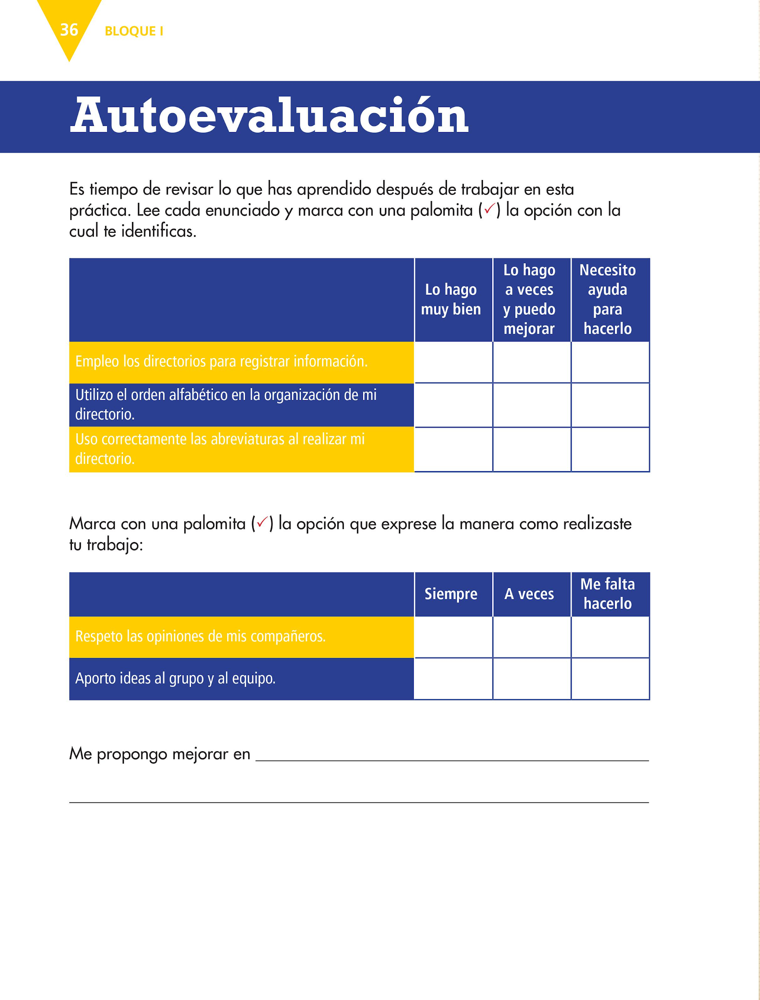 36
BLOQUE I
Autoevaluación
Es tiempo de revisar lo que has aprendido después de trabajar en esta
práctica. Lee cada enunciado y marca con una palomita (✓) la opción con la
cual te identificas.
Lo hago
muy bien
Lo hago
a veces
y puedo
mejorar
Necesito
ayuda
para
hacerlo
Empleo los directorios para registrar información.
Utilizo el orden alfabético en la organización de mi
directorio.
Uso correctamente las abreviaturas al realizar mi
directorio.
Marca con una palomita (✓) la opción que exprese la manera como realizaste
tu trabajo:
Siempre
A veces
Me falta
hacerlo
Respeto las opiniones de mis compañeros.
Aporto ideas al grupo y al equipo.
Me propongo mejorar en